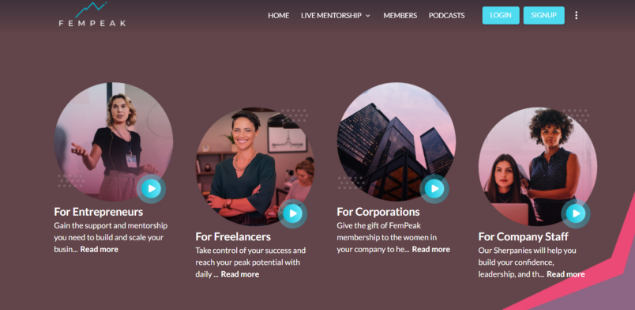 FEMPEAK
HOME LIVE MENTORSHIP MEMBERS PODCASTS LOGIN SIGNUP
For Entrepreneurs
Gain the support and mentorship
you need to build and scale your
busin... Read more
For Freelancers
Take control of your success and
reach your peak potential with
daily ... Read more
For Corporations
Give the gift of FemPeak
membership to the women in
your company to he... Read more
For Company Staff
Our Sherpanies will help you
build your confidence,
leadership, and th... Read more